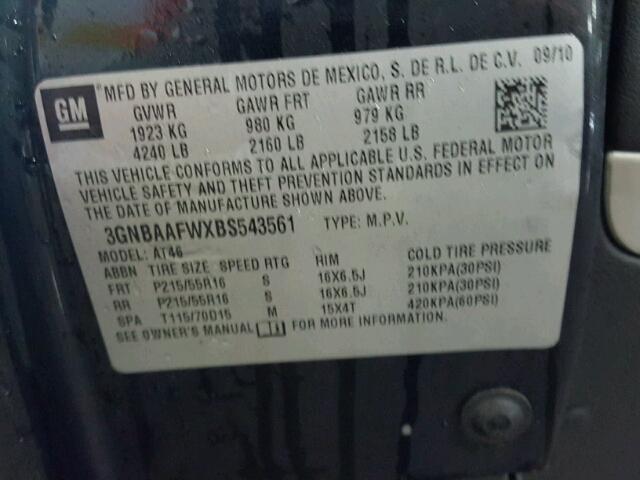 GM
MFD BY GENERAL MOTORS DE MEXICO, S. DE R.L. DE C.V. 09/10
GVWR GAWR FRT GAWR RR
1923 KG 980 KG 979 KG
4240 LB 2160 LB 2158 LB
THIS VEHICLE CONFORMS TO ALL APPLICABLE U.S. FEDERAL MOTOR
VEHICLE SAFETY AND THEFT PREVENTION STANDARDS IN EFFECT ON
THE DATE OF MANUFACTURE SHOWN ABOVE.
3GNBAAFWXBS543561 TYPE: M.P.V.
MODEL: AT46
ABBN TIRE SIZE SPEED RTG RIM COLD TIRE PRESSURE
FRT P215/55R16 S 16X6.5J 210KPA(30PSI)
RR P215/55R16 S 16X6.5J 210KPA(30PSI)
SPA T115/70D15 M 15X4T 420KPA(60PSI)
SEE OWNER'S MANUAL FOR MORE INFORMATION.